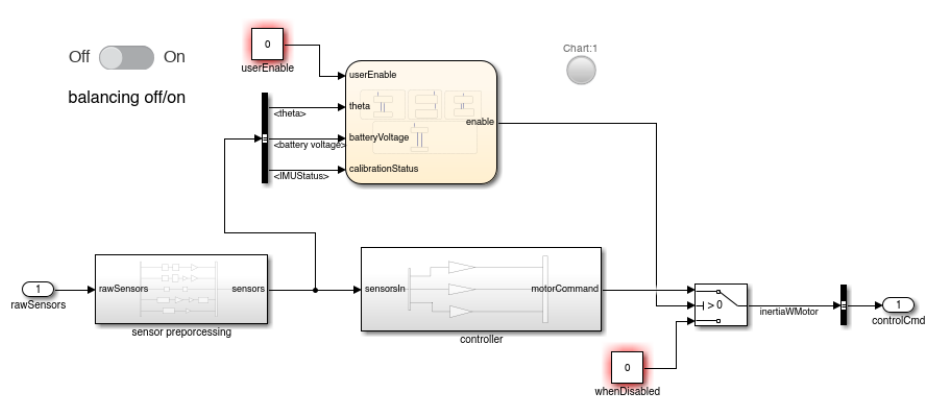 Off On
balancing off/on
0
userEnable
Chart:1
userEnable
theta
batteryVoltage
calibrationStatus
enable
<theta>
<battery voltage>
<IMUStatus>
1
rawSensors
rawSensors
sensors
sensor preporcessing
sensorsIn
motorCommand
controller
> 0
inertiaWMotor
1
controlCmd
0
whenDisabled